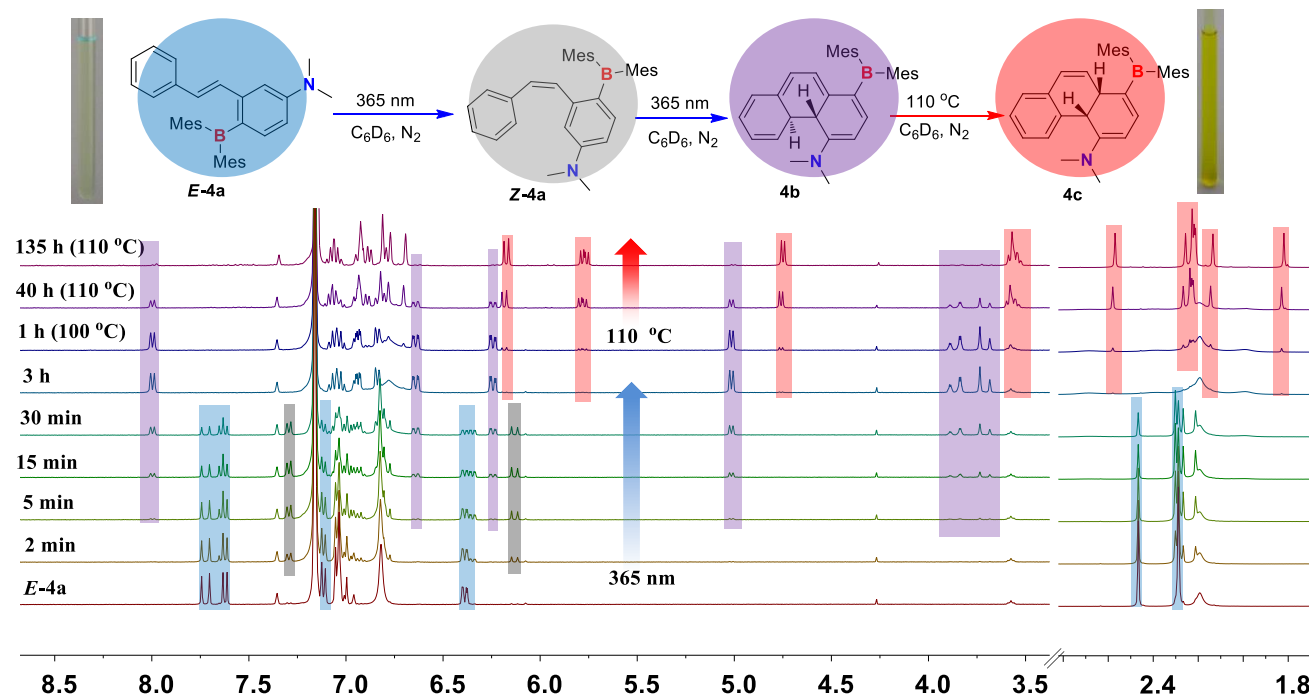 Mes
B
Mes
N
E-4a
365 nm
C6D6, N2
Mes
B
Mes
N
Z-4a
365 nm
C6D6, N2
Mes
B
Mes
H
H
N
4b
110 °C
C6D6, N2
Mes
B
Mes
H
H
N
4c
135 h (110 °C)
40 h (110 °C)
1 h (100 °C)
3 h
30 min
15 min
5 min
2 min
E-4a
110 °C
365 nm
8.5 8.0 7.5 7.0 6.5 6.0 5.5 5.0 4.5 4.0 3.5 2.4 1.8